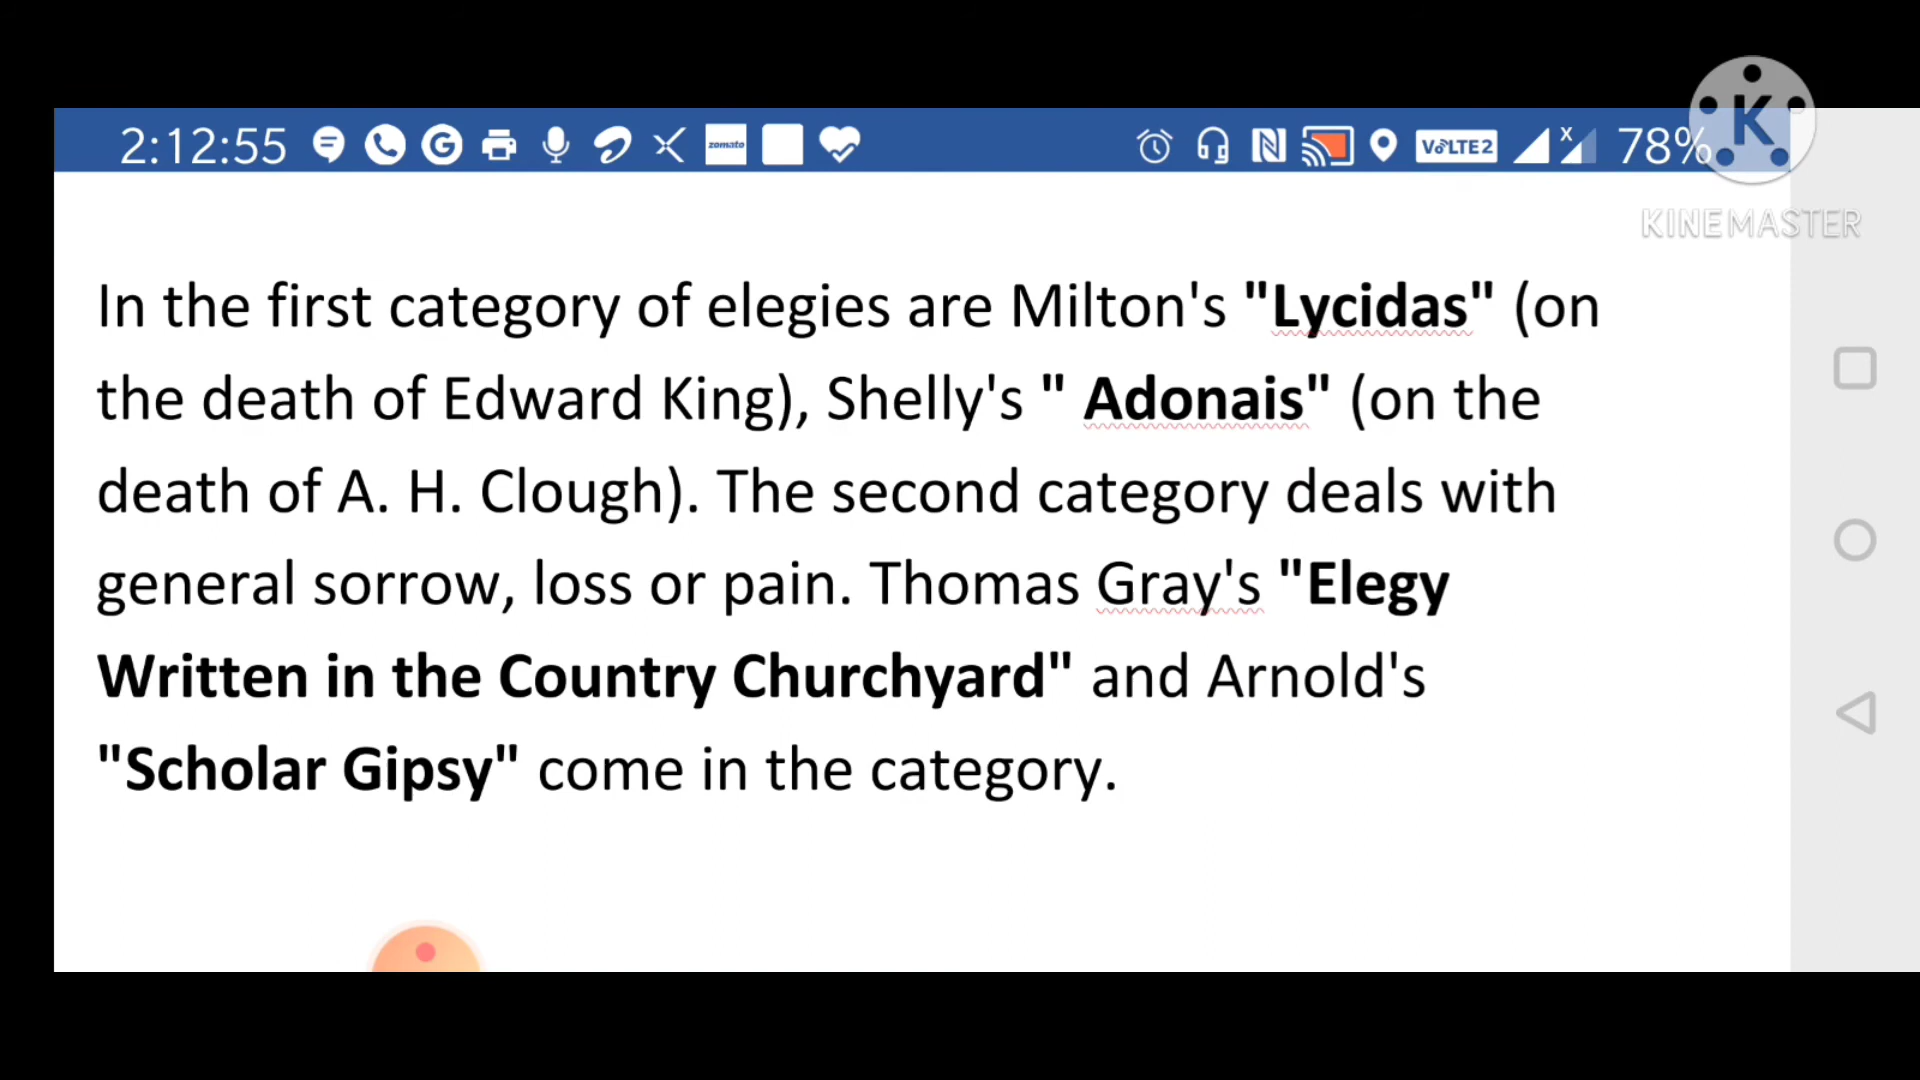 2:12:55 zomato VoLTE2 x 78%
K
KINEMASTER
In the first category of elegies are Milton's "Lycidas" (on
the death of Edward King), Shelly's " Adonais" (on the
death of A. H. Clough). The second category deals with
general sorrow, loss or pain. Thomas Gray's "Elegy
Written in the Country Churchyard" and Arnold's
"Scholar Gipsy" come in the category.